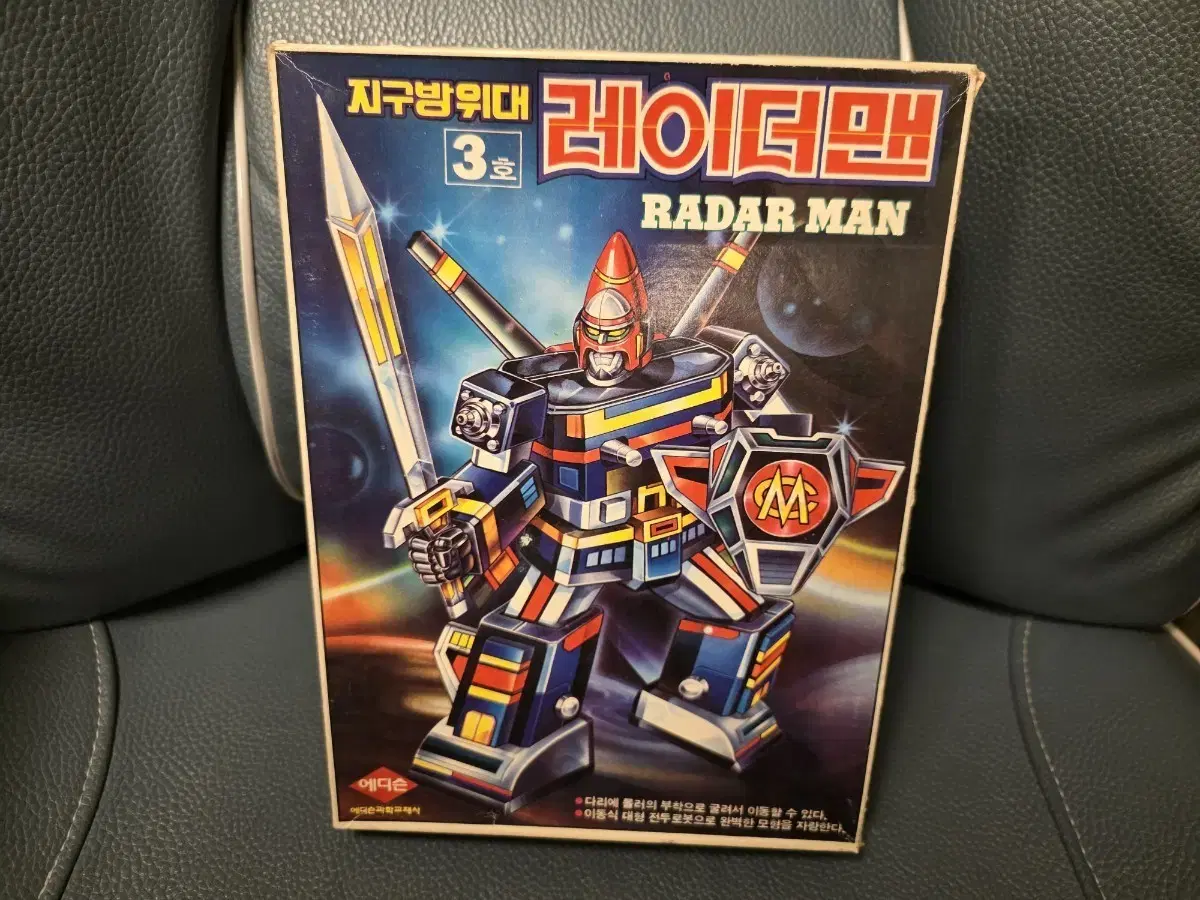 지구방위대
3호
레이더맨
RADAR MAN
에디슨
에디슨과학교재사
●다리에 롤러의 부착으로 굴려서 이동할 수 있다.
●이동식 대형 전투로봇으로 완벽한 모형을 자랑한다.